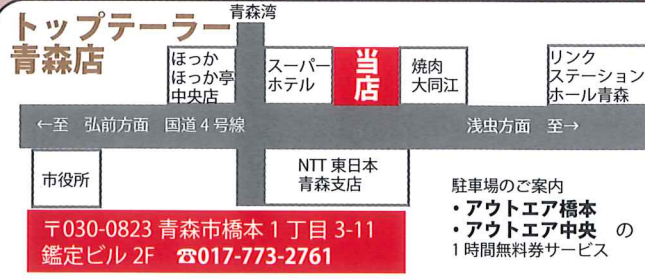 青森湾
トップテーラー
青森店
ほっか
ほっか亭
中央店
スーパー
ホテル
当
店
焼肉
大同江
リンク
ステーション
ホール青森
←至 弘前方面 国道4号線
浅虫方面 至→
市役所
NTT 東日本
青森支店
〒030-0823 青森市橋本1丁目3-11
鑑定ビル 2F ☎017-773-2761
駐車場のご案内
・アウトエア橋本
・アウトエア中央 の
1時間無料券サービス